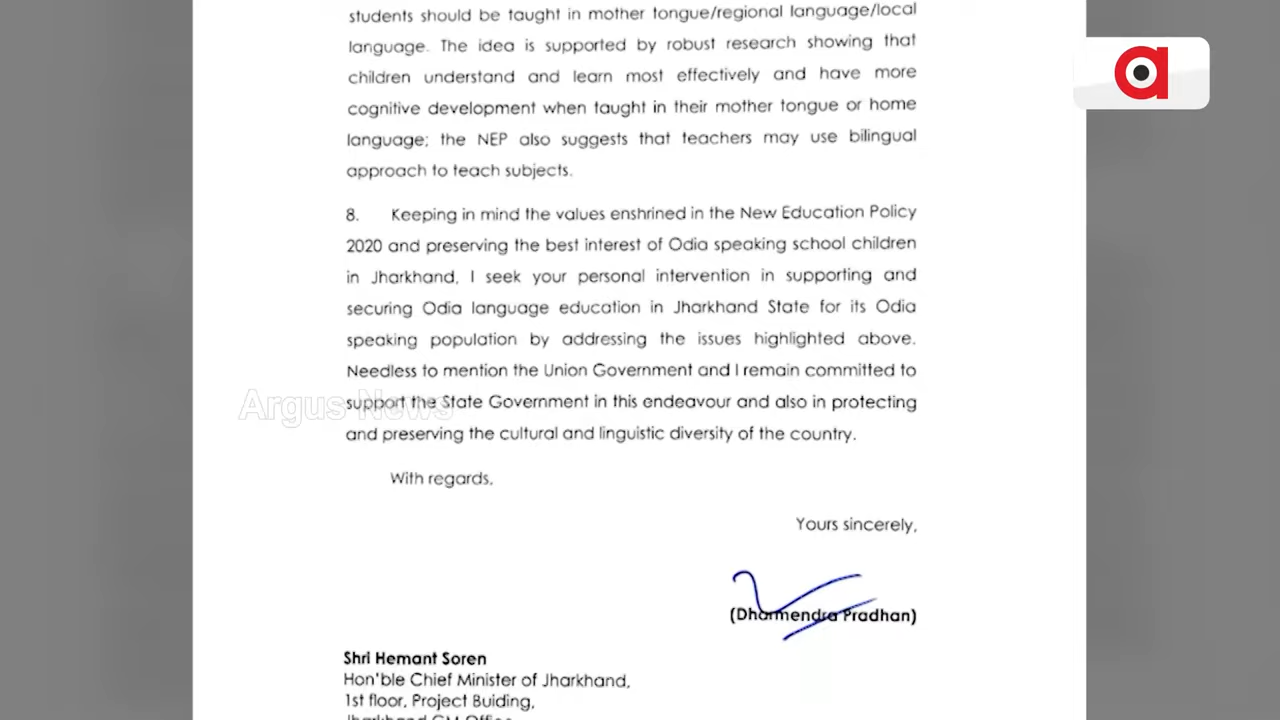 students should be taught in mother tongue/regional language/local
language. The idea is supported by robust research showing that
children understand and learn most effectively and have more
cognitive development when taught in their mother tongue or home
language; the NEP also suggests that teachers may use bilingual
approach to teach subjects.
8. Keeping in mind the values enshrined in the New Education Policy
2020 and preserving the best interest of Odia speaking school children
in Jharkhand, I seek your personal intervention in supporting and
securing Odia language education in Jharkhand State for its Odia
speaking population by addressing the issues highlighted above.
Needless to mention the Union Government and I remain committed to
support the State Government in this endeavour and also in protecting
and preserving the cultural and linguistic diversity of the country.
Argus News
With regards,
Yours sincerely,
(Dharmendra Pradhan)
Shri Hemant Soren
Hon'ble Chief Minister of Jharkhand,
1st floor, Project Buiding,
Jharkhand CM Office
a